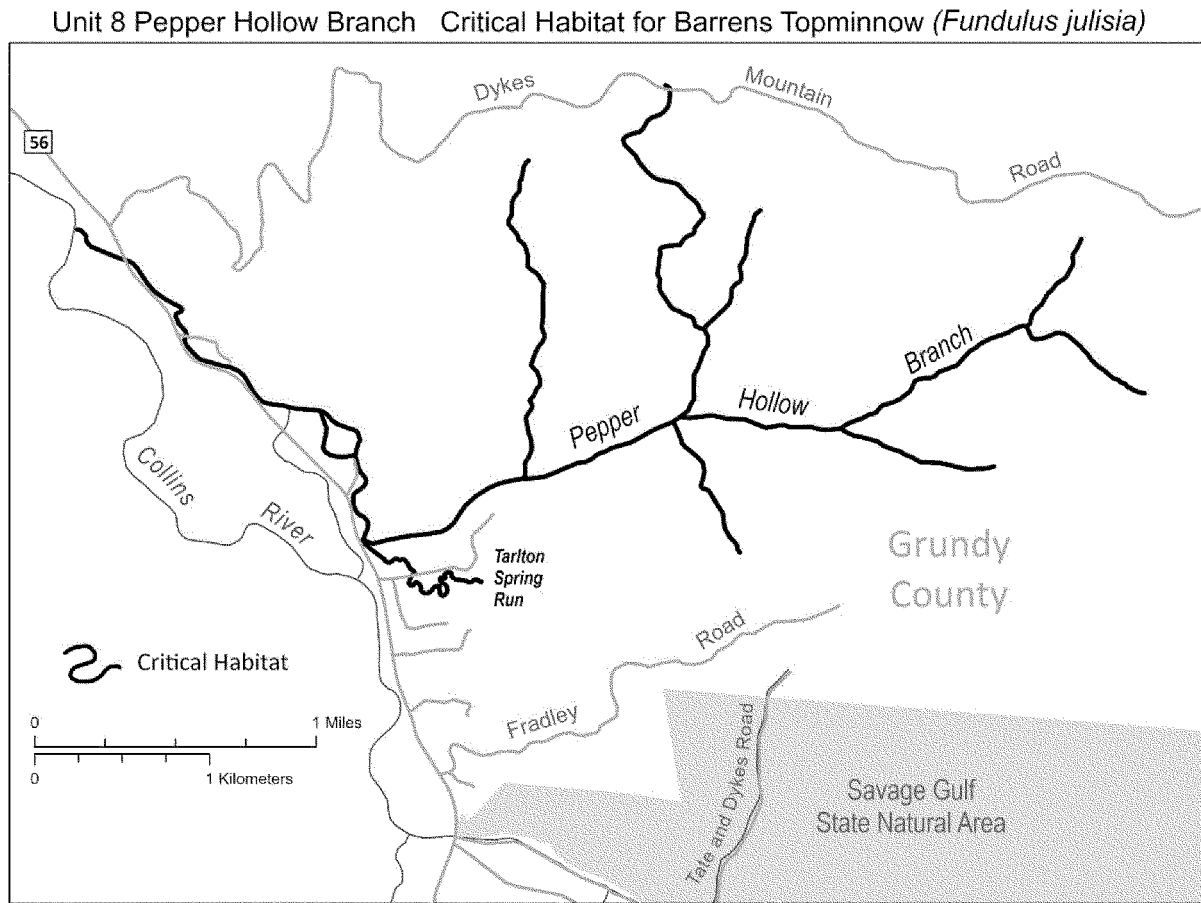 Unit 8 Pepper Hollow Branch Critical Habitat for Barrens Topminnow (Fundulus julisia)
56
Dykes Mountain Road
Pepper Hollow Branch
Collins River
Tarlton
Spring
Run
Grundy
County
Critical Habitat
Fradley Road
0 1 Miles
0 1 Kilometers
Tate and Dykes Road
Savage Gulf
State Natural Area